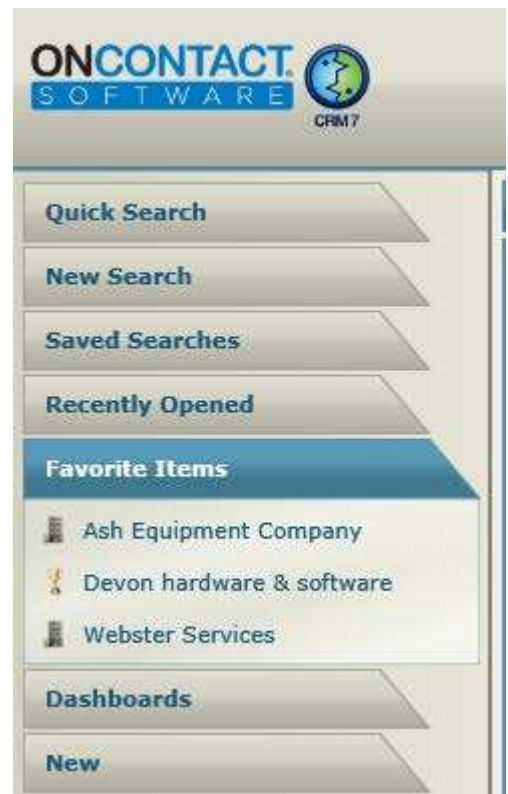 ONCONTACT.
SOFTWARE
CRM7
Quick Search
New Search
Saved Searches
Recently Opened
Favorite Items
Ash Equipment Company
Devon hardware & software
Webster Services
Dashboards
New